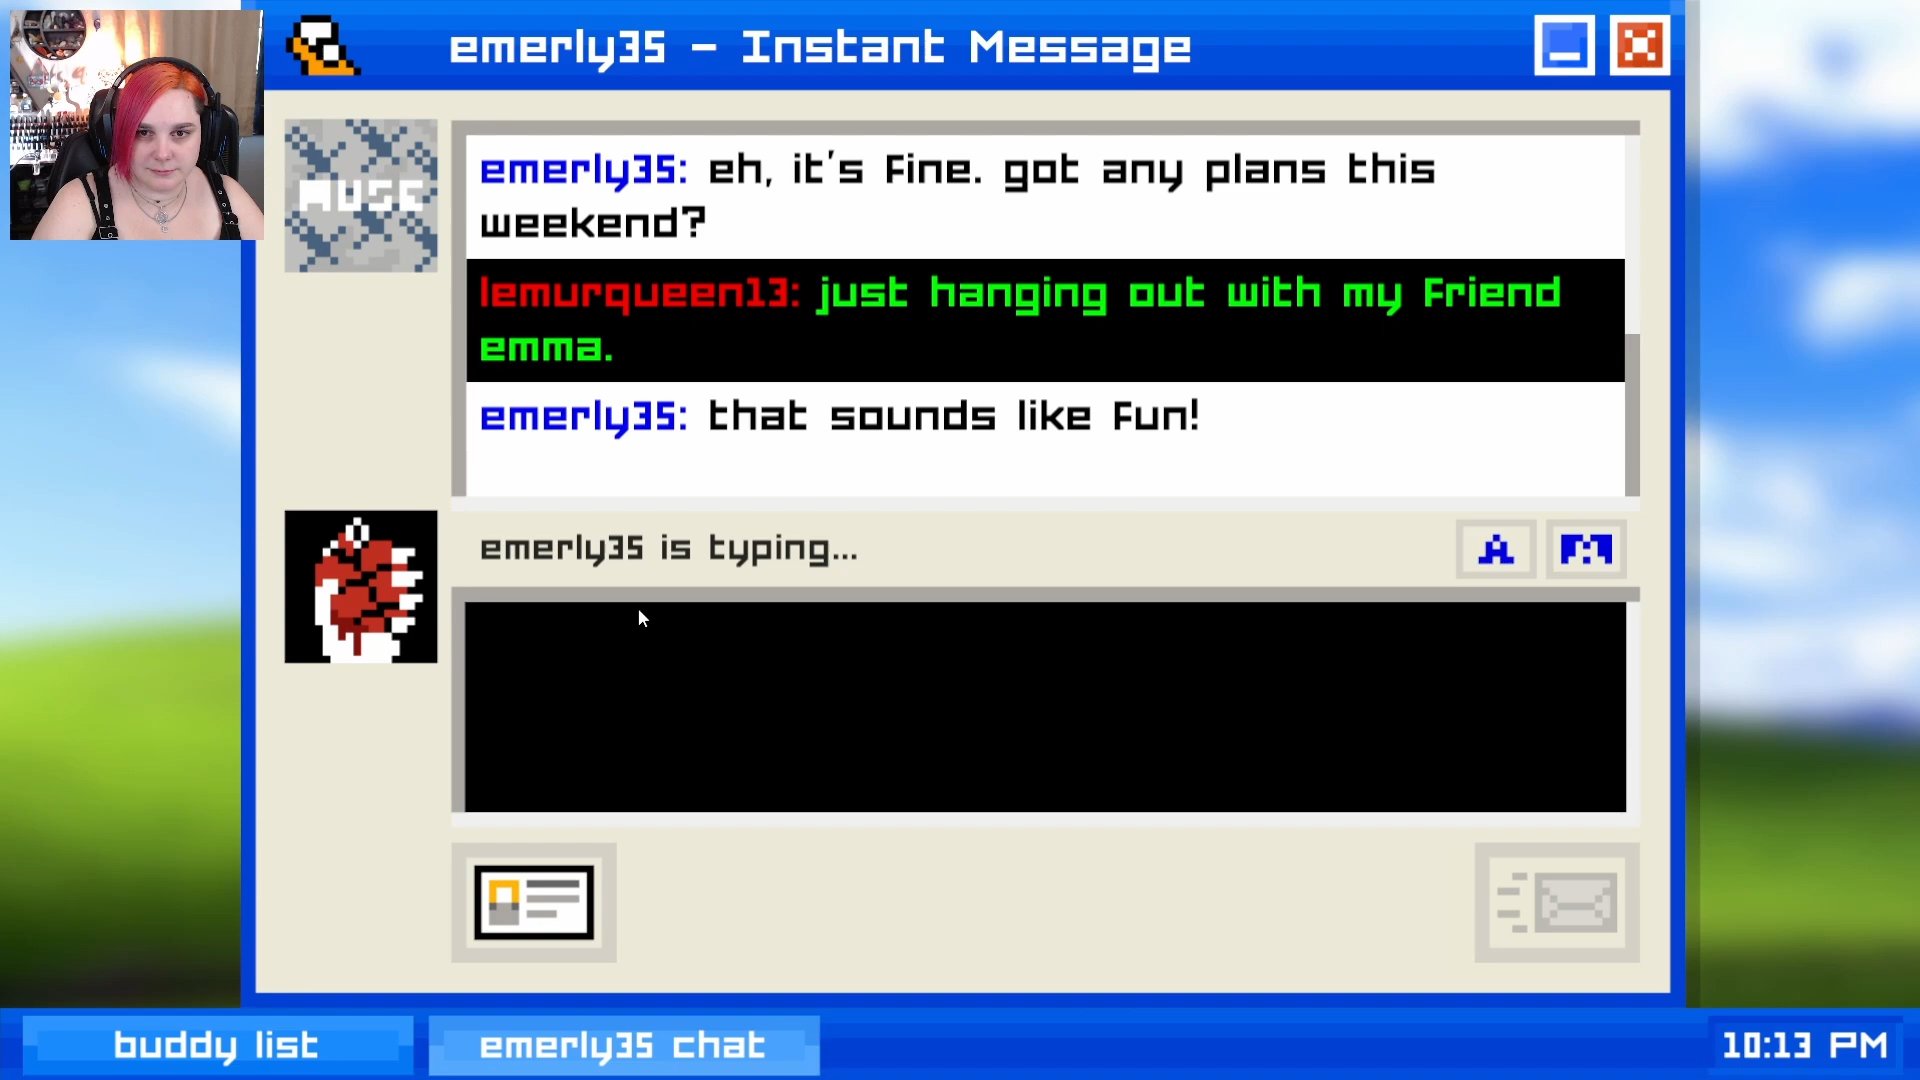 emerly35 - Instant Message
MUSE
emerly35: eh, it's fine. got any plans this
weekend?
lemurqueen13: just hanging out with my friend
emma.
emerly35: that sounds like fun!
emerly35 is typing...
A
buddy list
emerly35 chat
10:13 PM